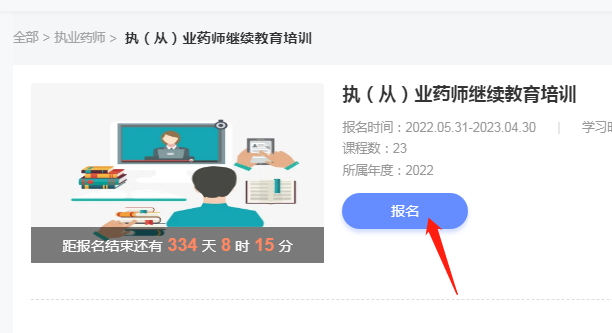 全部 > 执业药师 > 执（从）业药师继续教育培训
执（从）业药师继续教育培训
报名时间：2022.05.31-2023.04.30 | 学习时
课程数：23
所属年度：2022
报名
距报名结束还有 334 天 8 时 15 分